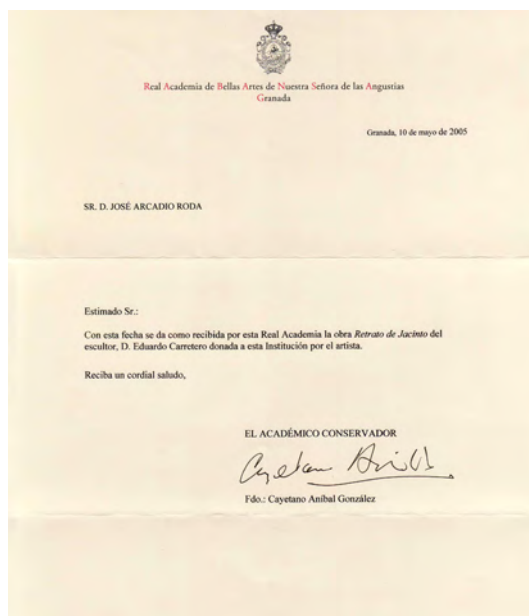 Real Academia de Bellas Artes de Nuestra Señora de las Angustias
Granada
Granada, 10 de mayo de 2005
SR. D. JOSÉ ARCADIO RODA
Estimado Sr.:
Con esta fecha se da como recibida por esta Real Academia la obra Retrato de Jacinto del
escultor, D. Eduardo Carretero donada a esta Institución por el artista.
Reciba un cordial saludo,
EL ACADÉMICO CONSERVADOR
Cayetano Aníbal
Fdo.: Cayetano Aníbal González